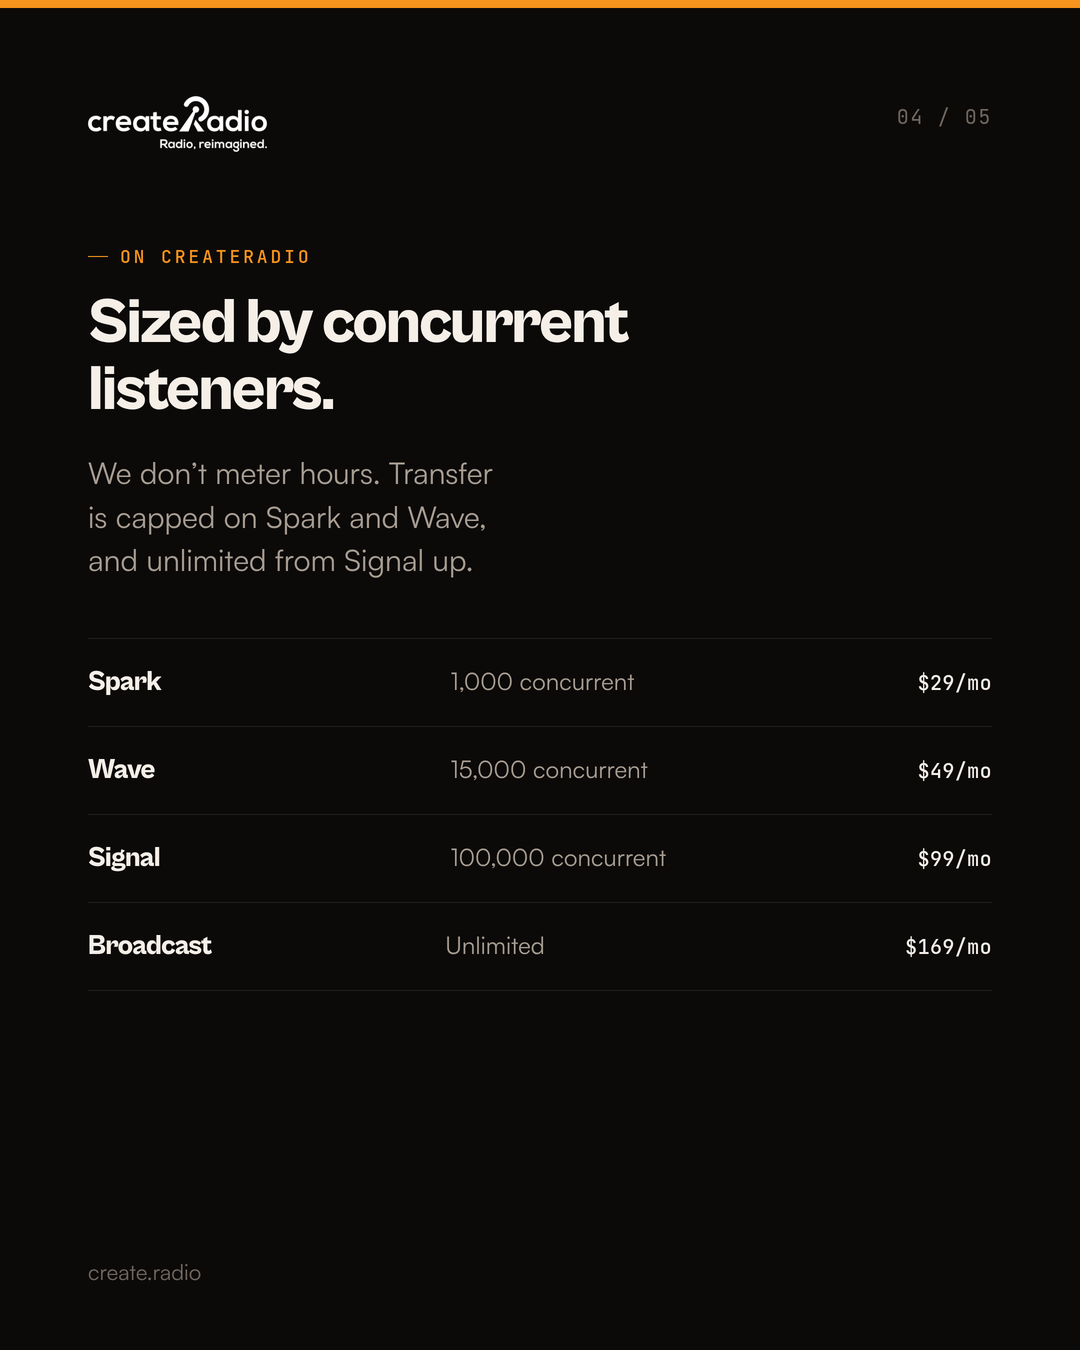 createRadio
Radio, reimagined.
04 / 05
— ON CREATERADIO
Sized by concurrent
listeners.
We don’t meter hours. Transfer
is capped on Spark and Wave,
and unlimited from Signal up.
Spark 1,000 concurrent $29/mo
Wave 15,000 concurrent $49/mo
Signal 100,000 concurrent $99/mo
Broadcast Unlimited $169/mo
create.radio